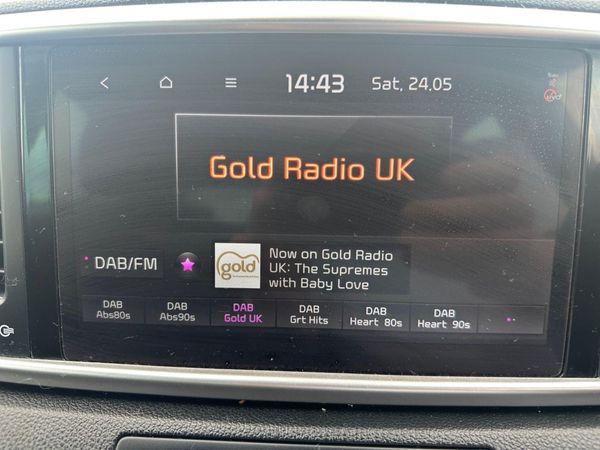 14:43 Sat, 24.05
UVO
Gold Radio UK
DAB/FM
gold
Now on Gold Radio
UK: The Supremes
with Baby Love
DAB DAB DAB DAB DAB DAB
Abs80s Abs90s Gold UK Grt Hits Heart 80s Heart 90s